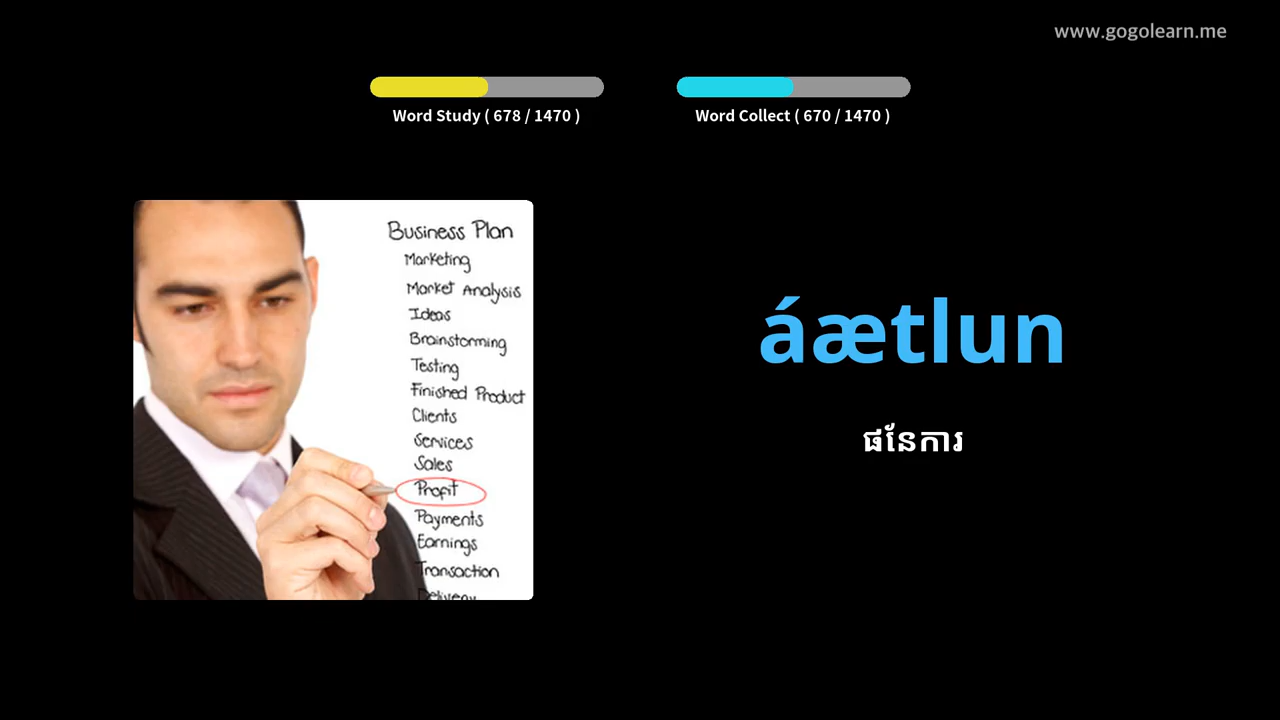 www.gogolearn.me
Word Study ( 678 / 1470 )
Word Collect ( 670 / 1470 )
Business Plan
Marketing
Market Analysis
Ideas
Brainstorming
Testing
Finished Product
Clients
Services
Sales
Profit
Payments
Earnings
Transaction
Delivery
áætlun
ផែនការ